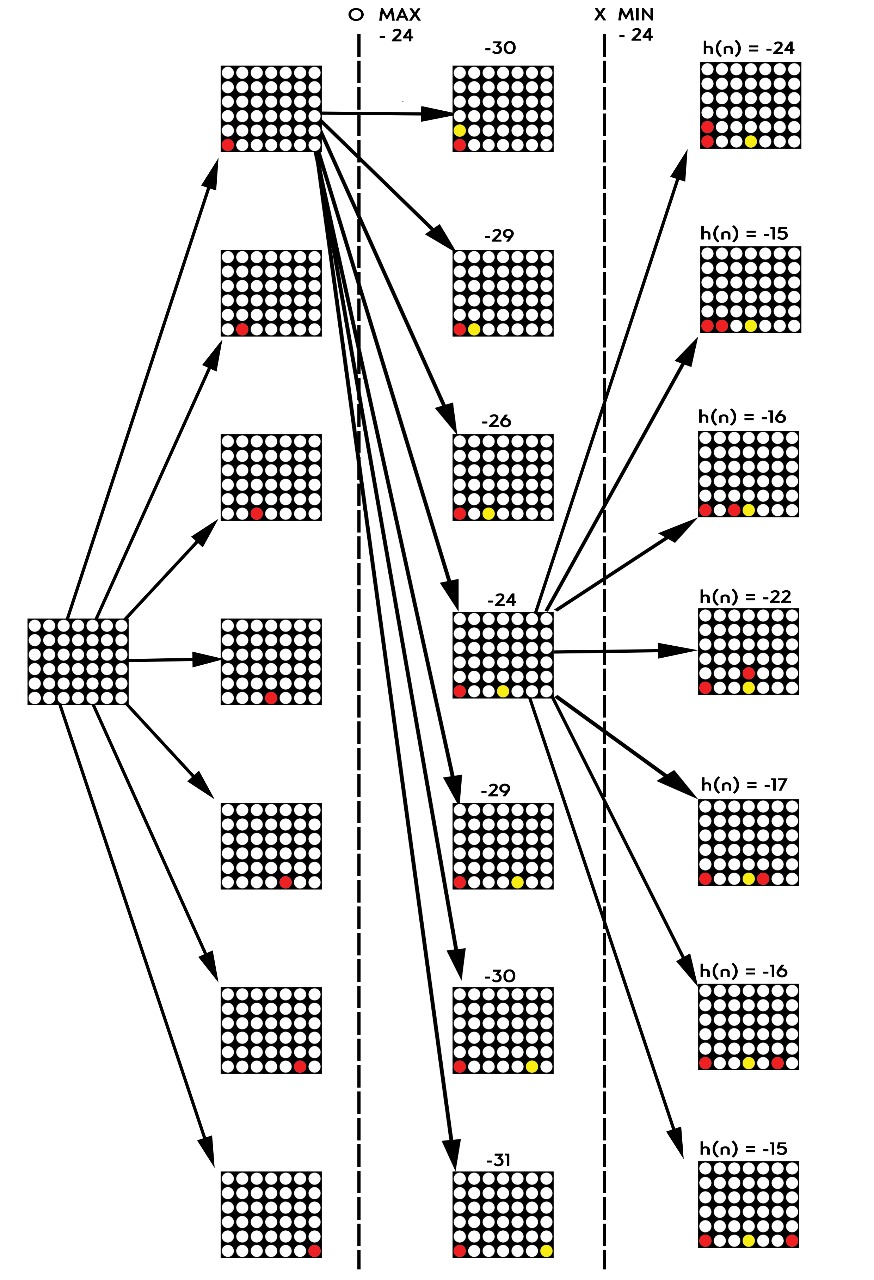 O MAX
- 24
X MIN
- 24
-30
-29
-26
-24
-29
-30
-31
h(n) = -24
h(n) = -15
h(n) = -16
h(n) = -22
h(n) = -17
h(n) = -16
h(n) = -15